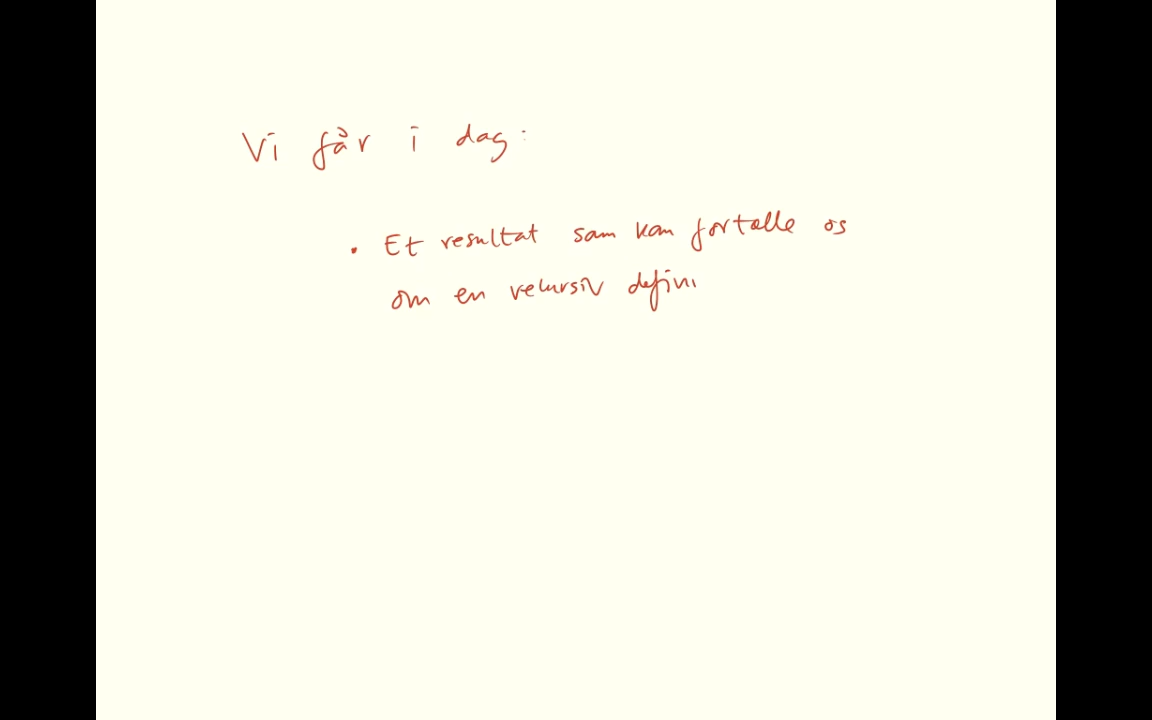 Vi får i dag:
• Et resultat som kan fortælle os
om en rekursiv defini